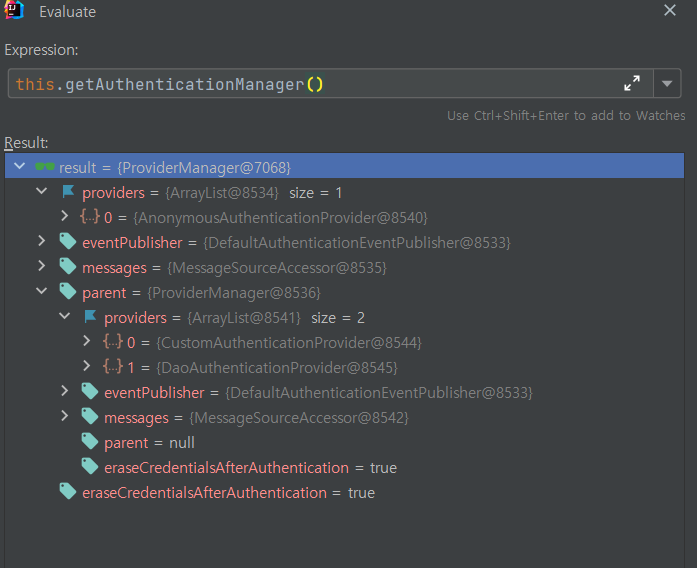 IJ
Evaluate
Expression:
this.getAuthenticationManager()
Use Ctrl+Shift+Enter to add to Watches
Result:
result = {ProviderManager@7068}
providers = {ArrayList@8534} size = 1
{...} 0 = {AnonymousAuthenticationProvider@8540}
eventPublisher = {DefaultAuthenticationEventPublisher@8533}
messages = {MessageSourceAccessor@8535}
parent = {ProviderManager@8536}
providers = {ArrayList@8541} size = 2
{...} 0 = {CustomAuthenticationProvider@8544}
{...} 1 = {DaoAuthenticationProvider@8545}
eventPublisher = {DefaultAuthenticationEventPublisher@8533}
messages = {MessageSourceAccessor@8542}
parent = null
eraseCredentialsAfterAuthentication = true
eraseCredentialsAfterAuthentication = true